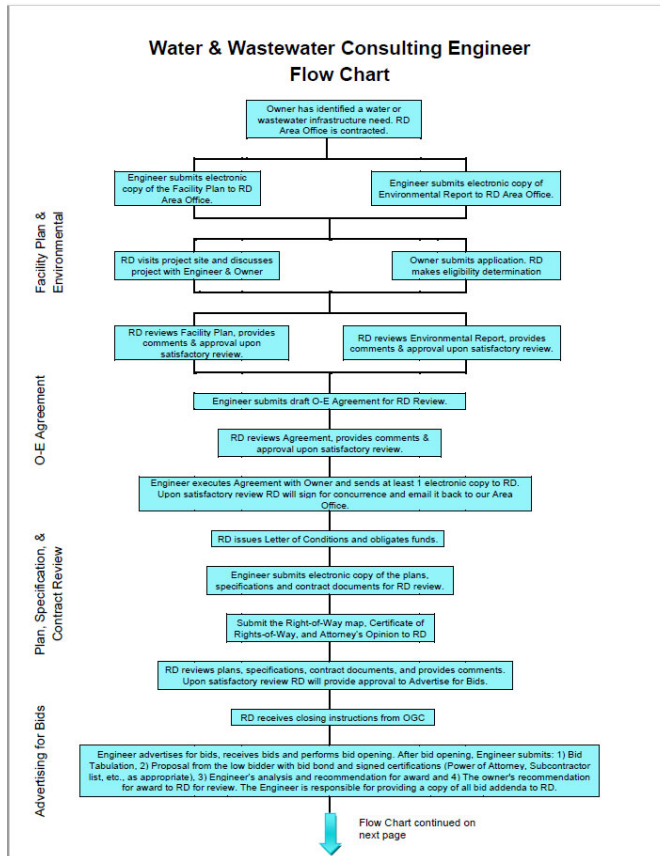 Water & Wastewater Consulting Engineer
Flow Chart
Owner has identified a water or
wastewater infrastructure need. RD
Area Office is contracted.
Facility Plan &
Environmental
Engineer submits electronic
copy of the Facility Plan to RD
Area Office.
Engineer submits electronic copy of
Environmental Report to RD Area Office.
RD visits project site and discusses
project with Engineer & Owner
Owner submits application. RD
makes eligibility determination
RD reviews Facility Plan, provides
comments & approval upon
satisfactory review.
RD reviews Environmental Report, provides
comments & approval upon satisfactory review.
O-E Agreement
Engineer submits draft O-E Agreement for RD Review.
RD reviews Agreement, provides comments &
approval upon satisfactory review.
Engineer executes Agreement with Owner and sends at least 1 electronic copy to RD.
Upon satisfactory review RD will sign for concurrence and email it back to our Area
Office.
Plan, Specification, &
Contract Review
RD issues Letter of Conditions and obligates funds.
Engineer submits electronic copy of the plans,
specifications and contract documents for RD review.
Submit the Right-of-Way map, Certificate of
Rights-of-Way, and Attorney's Opinion to RD
RD reviews plans, specifications, contract documents, and provides comments.
Upon satisfactory review RD will provide approval to Advertise for Bids.
Advertising for Bids
RD receives closing instructions from OGC
Engineer advertises for bids, receives bids and performs bid opening. After bid opening, Engineer submits: 1) Bid
Tabulation, 2) Proposal from the low bidder with bid bond and signed certifications (Power of Attorney, Subcontractor
list, etc., as appropriate), 3) Engineer's analysis and recommendation for award and 4) The owner's recommendation
for award to RD for review. The Engineer is responsible for providing a copy of all bid addenda to RD.
Flow Chart continued on
next page